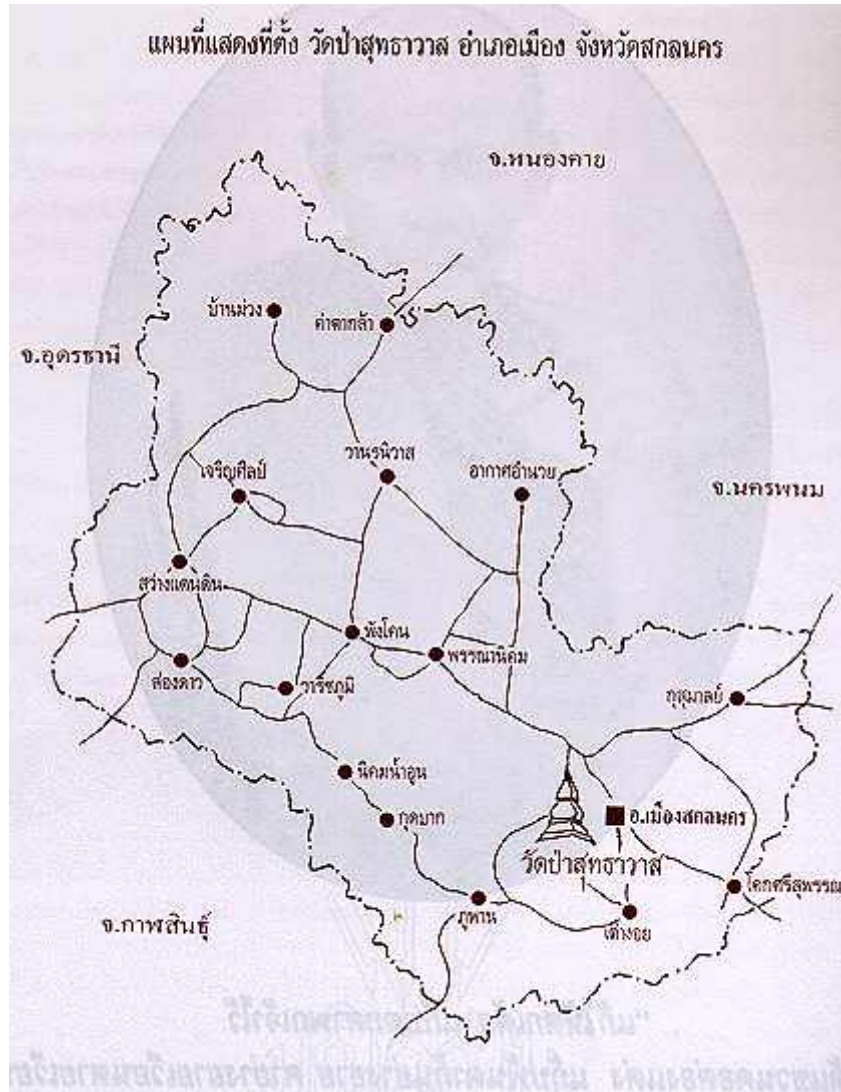 แผนที่แสดงที่ตั้ง วัดป่าสุทธาวาส อำเภอเมือง จังหวัดสกลนคร
จ.หนองคาย
บ้านม่วง
คำตากล้า
จ.อุดรธานี
วานรนิวาส
อากาศอำนวย
เจริญศิลป์
จ.นครพนม
สว่างแดนดิน
พังโคน
พรรณานิคม
ส่องดาว
วาริชภูมิ
กุสุมาลย์
นิคมน้ำอูน
กุดบาก
อ.เมืองสกลนคร
วัดป่าสุทธาวาส
โคกศรีสุพรรณ
ภูพาน
เต่างอย
จ.กาฬสินธุ์